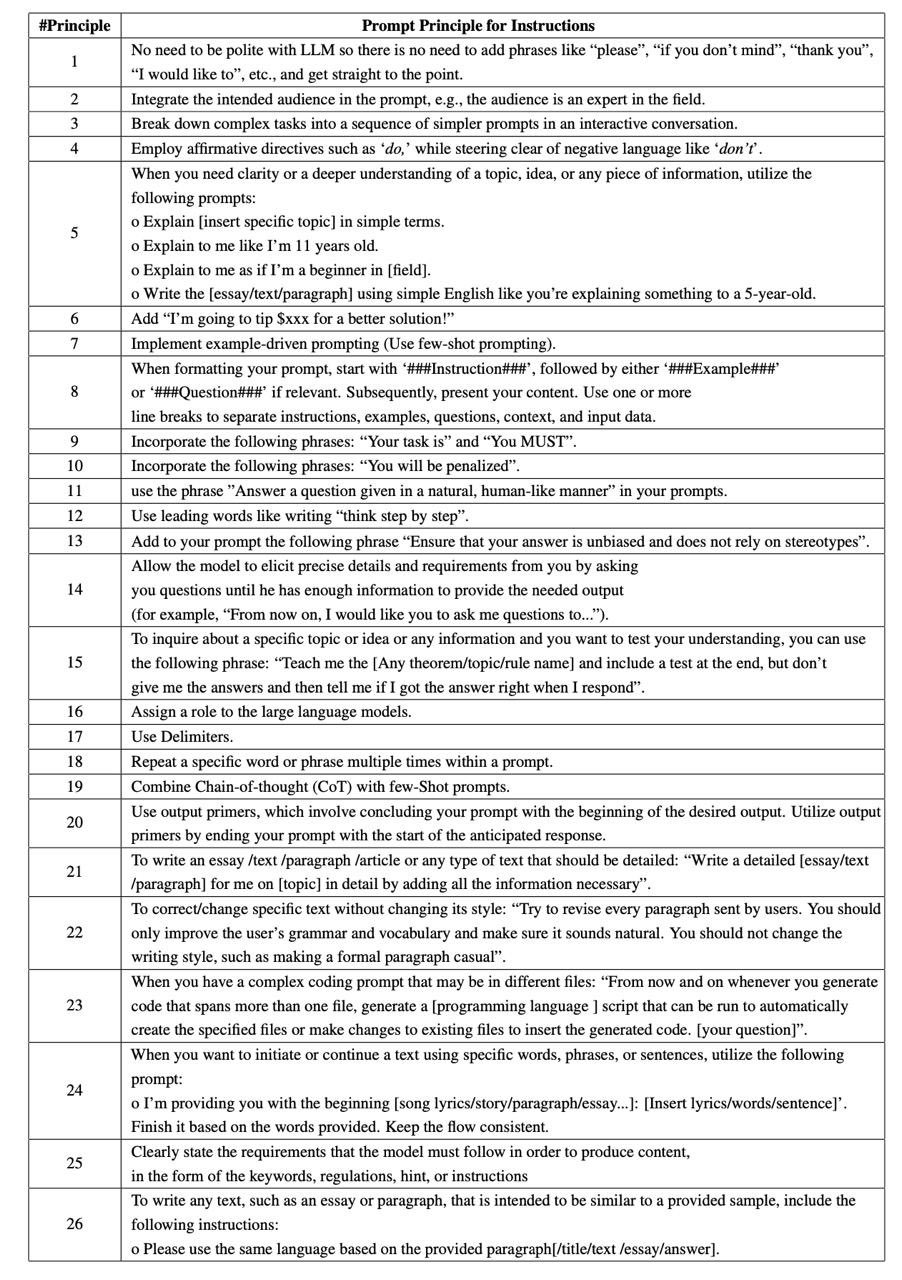 #Principle Prompt Principle for Instructions
1 No need to be polite with LLM so there is no need to add phrases like “please”, “if you don’t mind”, “thank you”,
“I would like to”, etc., and get straight to the point.
2 Integrate the intended audience in the prompt, e.g., the audience is an expert in the field.
3 Break down complex tasks into a sequence of simpler prompts in an interactive conversation.
4 Employ affirmative directives such as ‘do,’ while steering clear of negative language like ‘don’t’.
5 When you need clarity or a deeper understanding of a topic, idea, or any piece of information, utilize the
following prompts:
o Explain [insert specific topic] in simple terms.
o Explain to me like I’m 11 years old.
o Explain to me as if I’m a beginner in [field].
o Write the [essay/text/paragraph] using simple English like you’re explaining something to a 5-year-old.
6 Add “I’m going to tip $xxx for a better solution!”
7 Implement example-driven prompting (Use few-shot prompting).
8 When formatting your prompt, start with ‘###Instruction###’, followed by either ‘###Example###’
or ‘###Question###’ if relevant. Subsequently, present your content. Use one or more
line breaks to separate instructions, examples, questions, context, and input data.
9 Incorporate the following phrases: “Your task is” and “You MUST”.
10 Incorporate the following phrases: “You will be penalized”.
11 use the phrase ”Answer a question given in a natural, human-like manner” in your prompts.
12 Use leading words like writing “think step by step”.
13 Add to your prompt the following phrase “Ensure that your answer is unbiased and does not rely on stereotypes”.
14 Allow the model to elicit precise details and requirements from you by asking
you questions until he has enough information to provide the needed output
(for example, “From now on, I would like you to ask me questions to...”).
15 To inquire about a specific topic or idea or any information and you want to test your understanding, you can use
the following phrase: “Teach me the [Any theorem/topic/rule name] and include a test at the end, but don’t
give me the answers and then tell me if I got the answer right when I respond”.
16 Assign a role to the large language models.
17 Use Delimiters.
18 Repeat a specific word or phrase multiple times within a prompt.
19 Combine Chain-of-thought (CoT) with few-Shot prompts.
20 Use output primers, which involve concluding your prompt with the beginning of the desired output. Utilize output
primers by ending your prompt with the start of the anticipated response.
21 To write an essay /text /paragraph /article or any type of text that should be detailed: “Write a detailed [essay/text
/paragraph] for me on [topic] in detail by adding all the information necessary”.
22 To correct/change specific text without changing its style: “Try to revise every paragraph sent by users. You should
only improve the user’s grammar and vocabulary and make sure it sounds natural. You should not change the
writing style, such as making a formal paragraph casual”.
23 When you have a complex coding prompt that may be in different files: “From now and on whenever you generate
code that spans more than one file, generate a [programming language ] script that can be run to automatically
create the specified files or make changes to existing files to insert the generated code. [your question]”.
24 When you want to initiate or continue a text using specific words, phrases, or sentences, utilize the following
prompt:
o I’m providing you with the beginning [song lyrics/story/paragraph/essay...]: [Insert lyrics/words/sentence]’.
Finish it based on the words provided. Keep the flow consistent.
25 Clearly state the requirements that the model must follow in order to produce content,
in the form of the keywords, regulations, hint, or instructions
26 To write any text, such as an essay or paragraph, that is intended to be similar to a provided sample, include the
following instructions:
o Please use the same language based on the provided paragraph[/title/text /essay/answer].